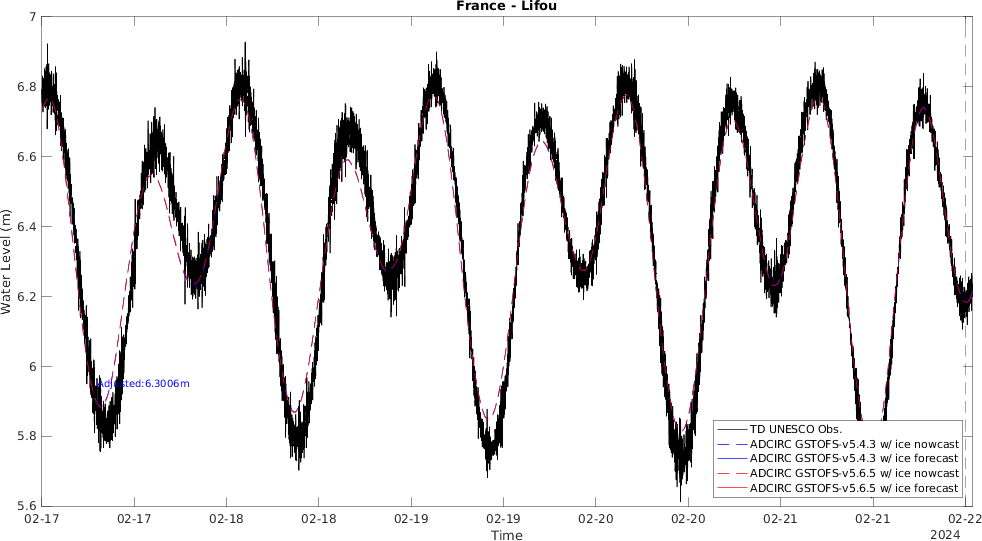 France - Lifou
Water Level (m)
7
6.8
6.6
6.4
6.2
6
5.8
5.6
Adjusted:6.3006m
TD UNESCO Obs.
ADCIRC GSTOFS-v5.4.3 w/ ice nowcast
ADCIRC GSTOFS-v5.4.3 w/ ice forecast
ADCIRC GSTOFS-v5.6.5 w/ ice nowcast
ADCIRC GSTOFS-v5.6.5 w/ ice forecast
02-17 02-17 02-18 02-18 02-19 02-19 02-20 02-20 02-21 02-21 02-22
Time
2024